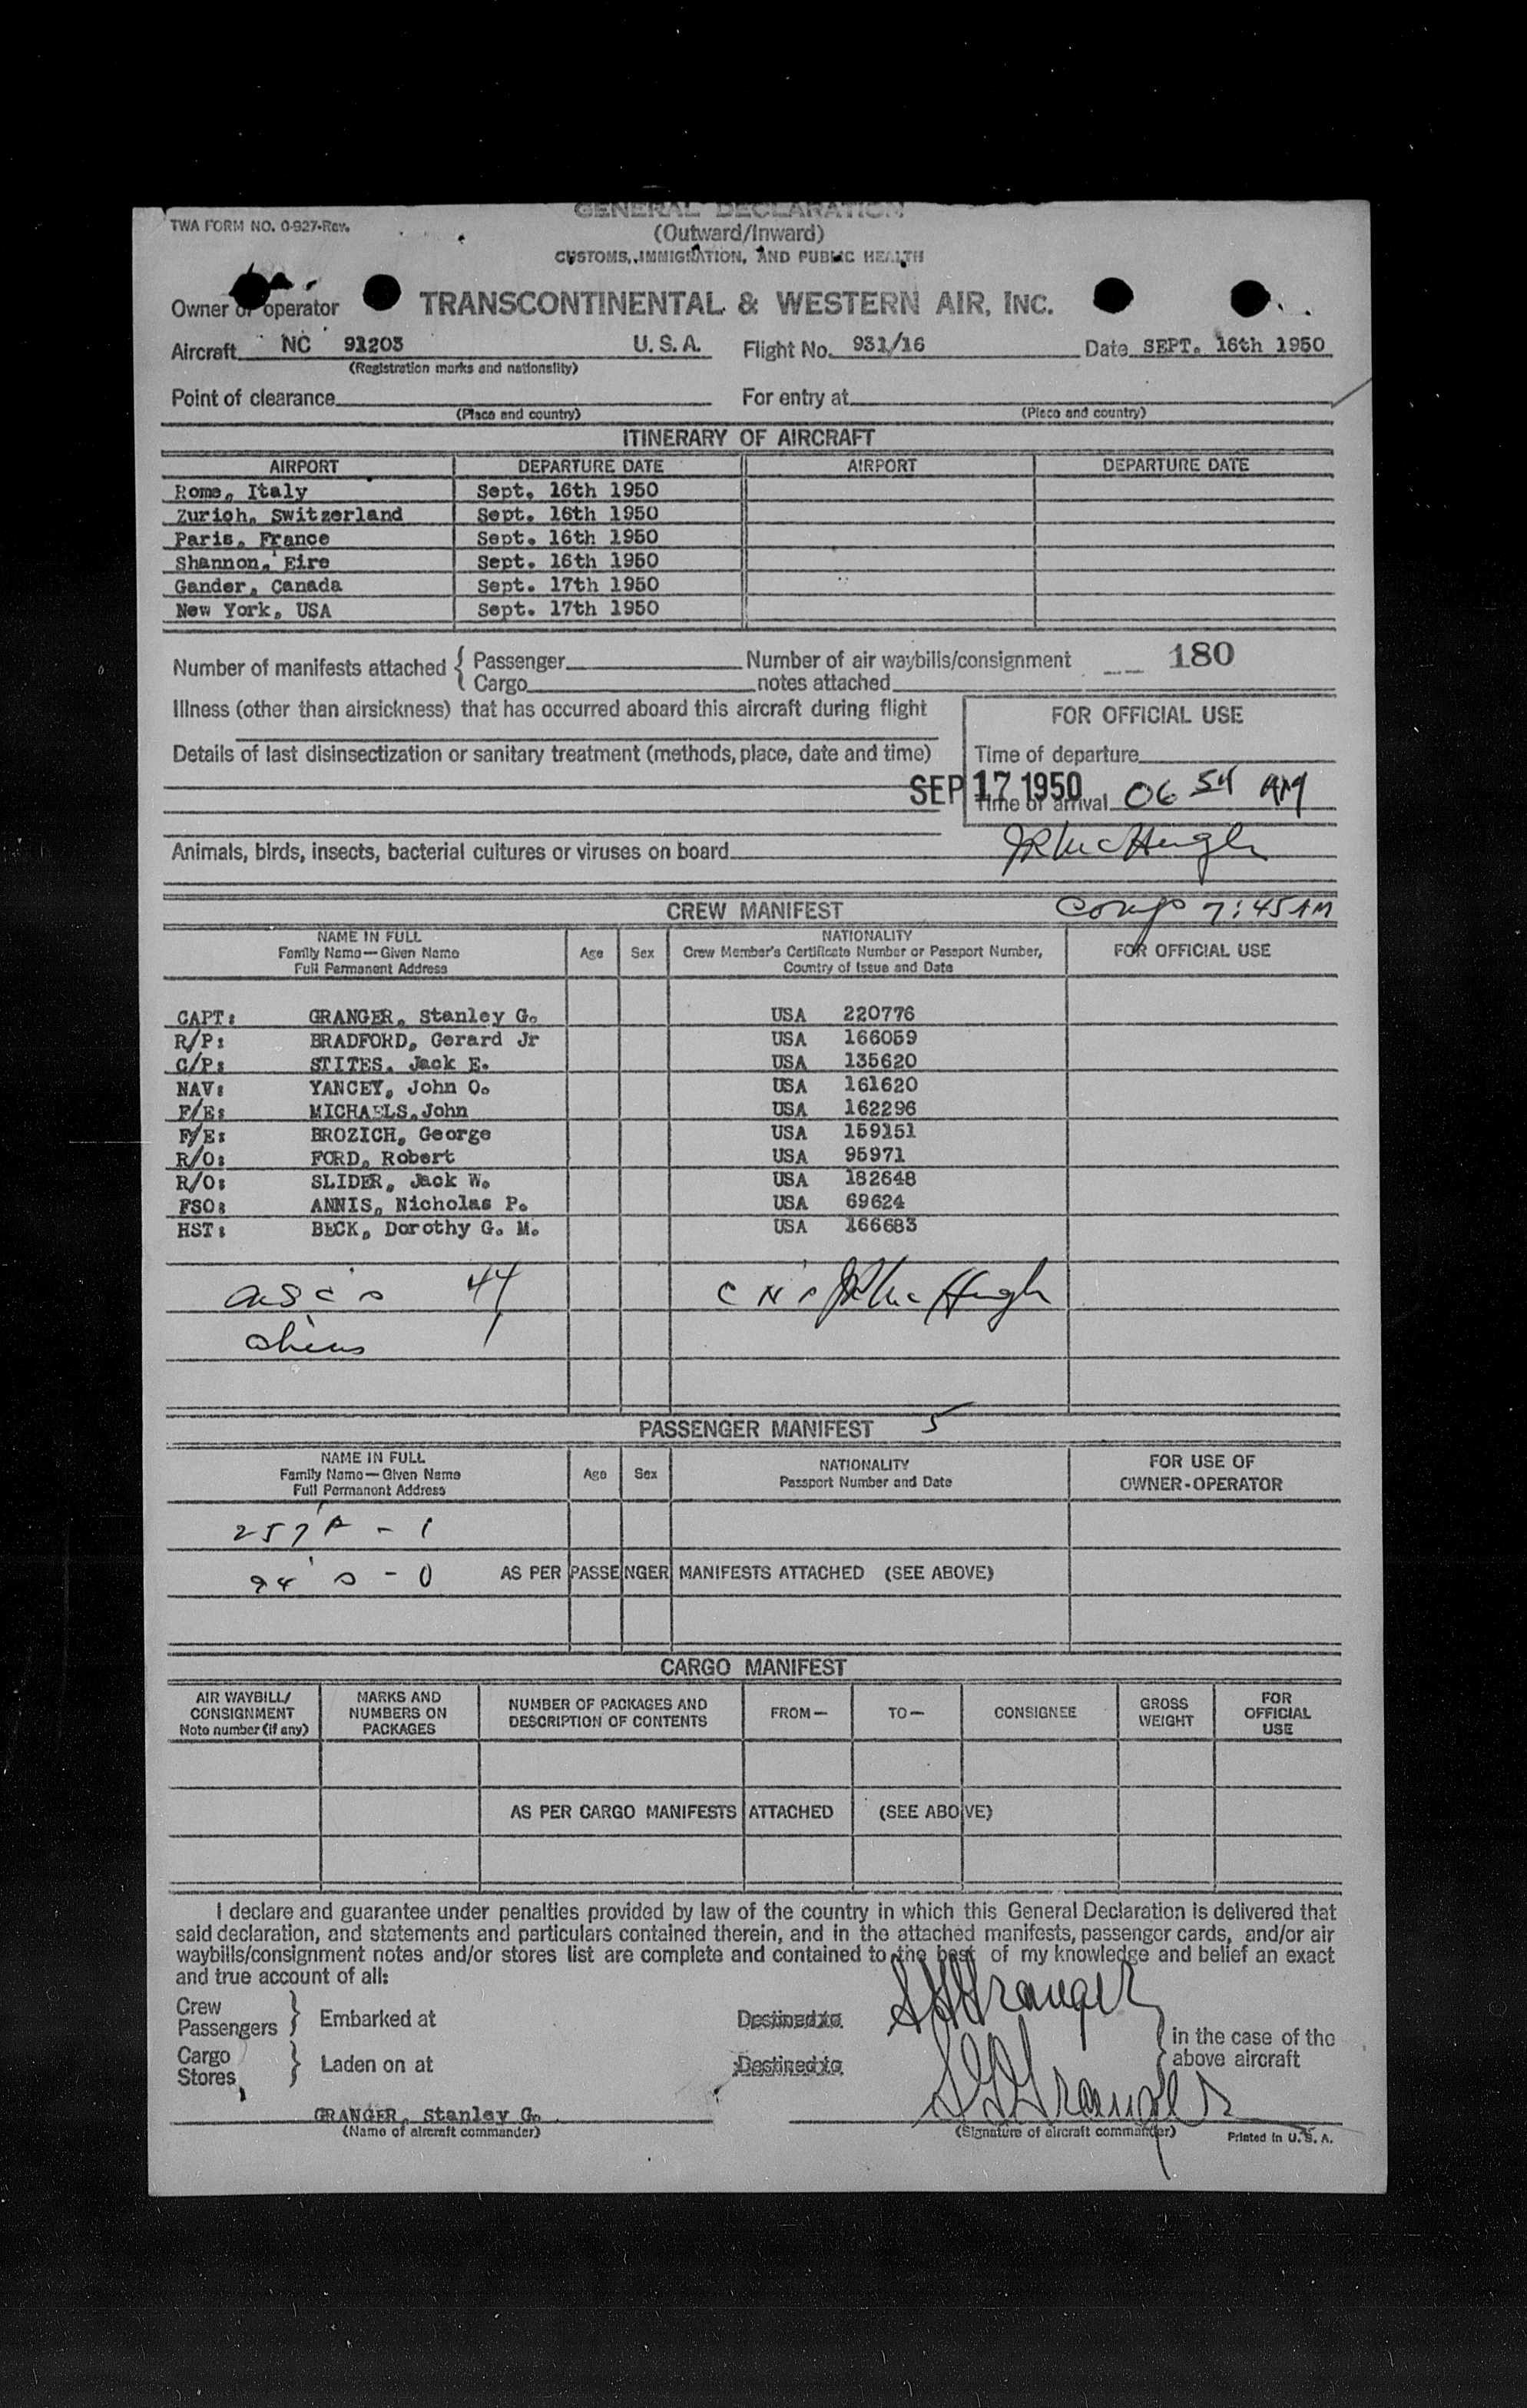 TWA FORM NO. 0-927-Rev.
GENERAL DECLARATION
(Outward/Inward)
CUSTOMS, IMMIGRATION, AND PUBLIC HEALTH
Owner or operator TRANSCONTINENTAL & WESTERN AIR, INC.
Aircraft NC 91203 U.S.A. Flight No. 931/16 Date SEPT. 16th 1950
(Registration marks and nationality)
Point of clearance For entry at
(Place and country) (Place and country)
ITINERARY OF AIRCRAFT
AIRPORT DEPARTURE DATE AIRPORT DEPARTURE DATE
Rome, Italy Sept. 16th 1950
Zurich, Switzerland Sept. 16th 1950
Paris, France Sept. 16th 1950
Shannon, Eire Sept. 16th 1950
Gander, Canada Sept. 17th 1950
New York, USA Sept. 17th 1950
Number of manifests attached { Passenger Number of air waybills/consignment 180
Cargo notes attached
Illness (other than airsickness) that has occurred aboard this aircraft during flight
FOR OFFICIAL USE
Details of last disinsectization or sanitary treatment (methods, place, date and time)
Time of departure
SEP 17 1950
Time of arrival 06 54 AM
Animals, birds, insects, bacterial cultures or viruses on board JR McHugh
CREW MANIFEST Comp 7:45 AM
NAME IN FULL
Family Name—Given Name
Full Permanent Address
Age Sex
NATIONALITY
Crew Member's Certificate Number or Passport Number,
Country of Issue and Date
FOR OFFICIAL USE
CAPT: GRANGER, Stanley G. USA 220776
R/P: BRADFORD, Gerard Jr USA 166059
C/P: STITES, Jack E. USA 135620
NAV: YANCEY, John O. USA 161620
F/E: MICHAELS, John USA 162296
F/E: BROZICH, George USA 159151
R/O: FORD, Robert USA 95971
R/O: SLIDER, Jack W. USA 182648
FSO: ANNIS, Nicholas P. USA 69624
HST: BECK, Dorothy G. M. USA 166683
44 JR McHugh
aliens 1
PASSENGER MANIFEST 5
NAME IN FULL
Family Name—Given Name
Full Permanent Address
Age Sex
NATIONALITY
Passport Number and Date
FOR USE OF
OWNER-OPERATOR
257 - 1
- 0 AS PER PASSENGER MANIFESTS ATTACHED (SEE ABOVE)
CARGO MANIFEST
AIR WAYBILL/
CONSIGNMENT
Note number (if any)
MARKS AND
NUMBERS ON
PACKAGES
NUMBER OF PACKAGES AND
DESCRIPTION OF CONTENTS
FROM— TO— CONSIGNEE
GROSS
WEIGHT
FOR
OFFICIAL
USE
AS PER CARGO MANIFESTS ATTACHED (SEE ABOVE)
I declare and guarantee under penalties provided by law of the country in which this General Declaration is delivered that
said declaration, and statements and particulars contained therein, and in the attached manifests, passenger cards, and/or air
waybills/consignment notes and/or stores list are complete and contained to the best of my knowledge and belief an exact
and true account of all:
Crew
Passengers } Embarked at Destined to SG Granger
in the case of the
above aircraft
Cargo
Stores } Laden on at Destined to SG Granger
GRANGER, Stanley G.
(Name of aircraft commander) (Signature of aircraft commander) Printed in U. S. A.